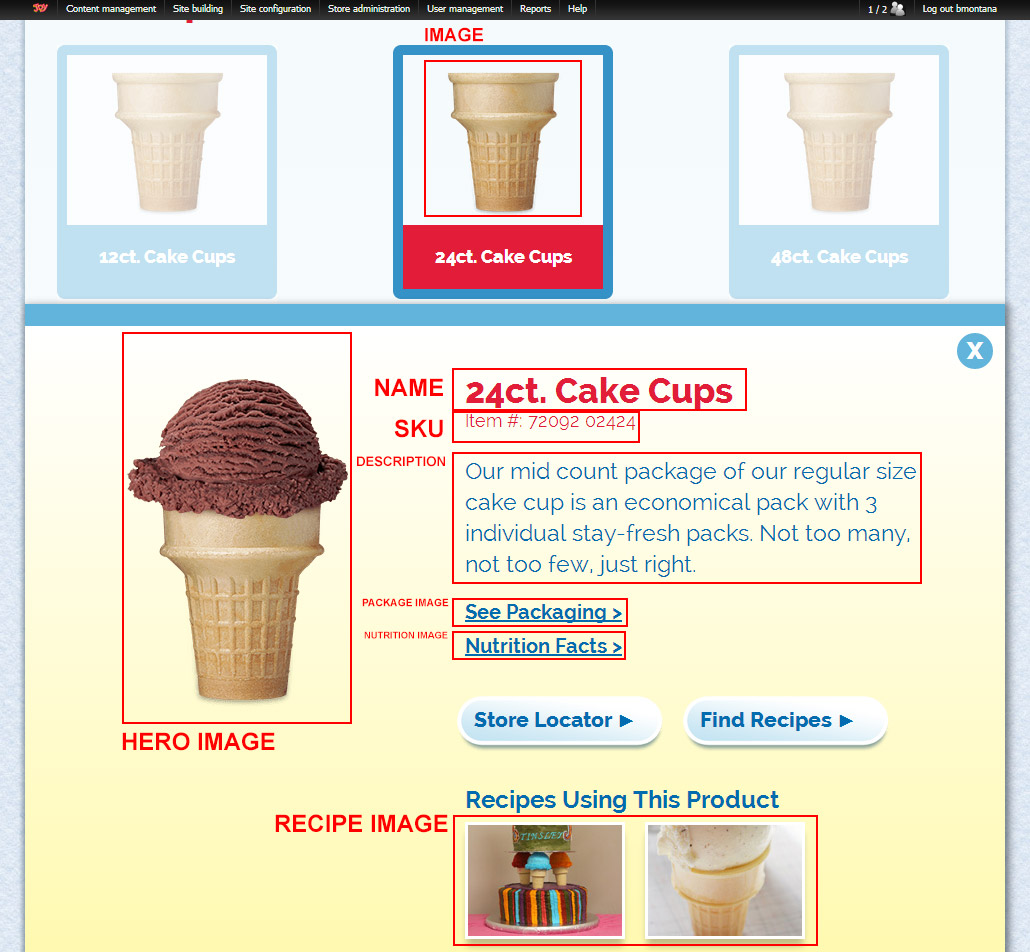 JOY
Content management Site building Site configuration Store administration User management Reports Help 1 / 2 Log out bmontana
IMAGE
12ct. Cake Cups
24ct. Cake Cups
48ct. Cake Cups
X
NAME 24ct. Cake Cups
SKU Item #: 72092 02424
DESCRIPTION Our mid count package of our regular size
cake cup is an economical pack with 3
individual stay-fresh packs. Not too many,
not too few, just right.
PACKAGE IMAGE See Packaging >
NUTRITION IMAGE Nutrition Facts >
Store Locator ► Find Recipes ►
HERO IMAGE
Recipes Using This Product
RECIPE IMAGE